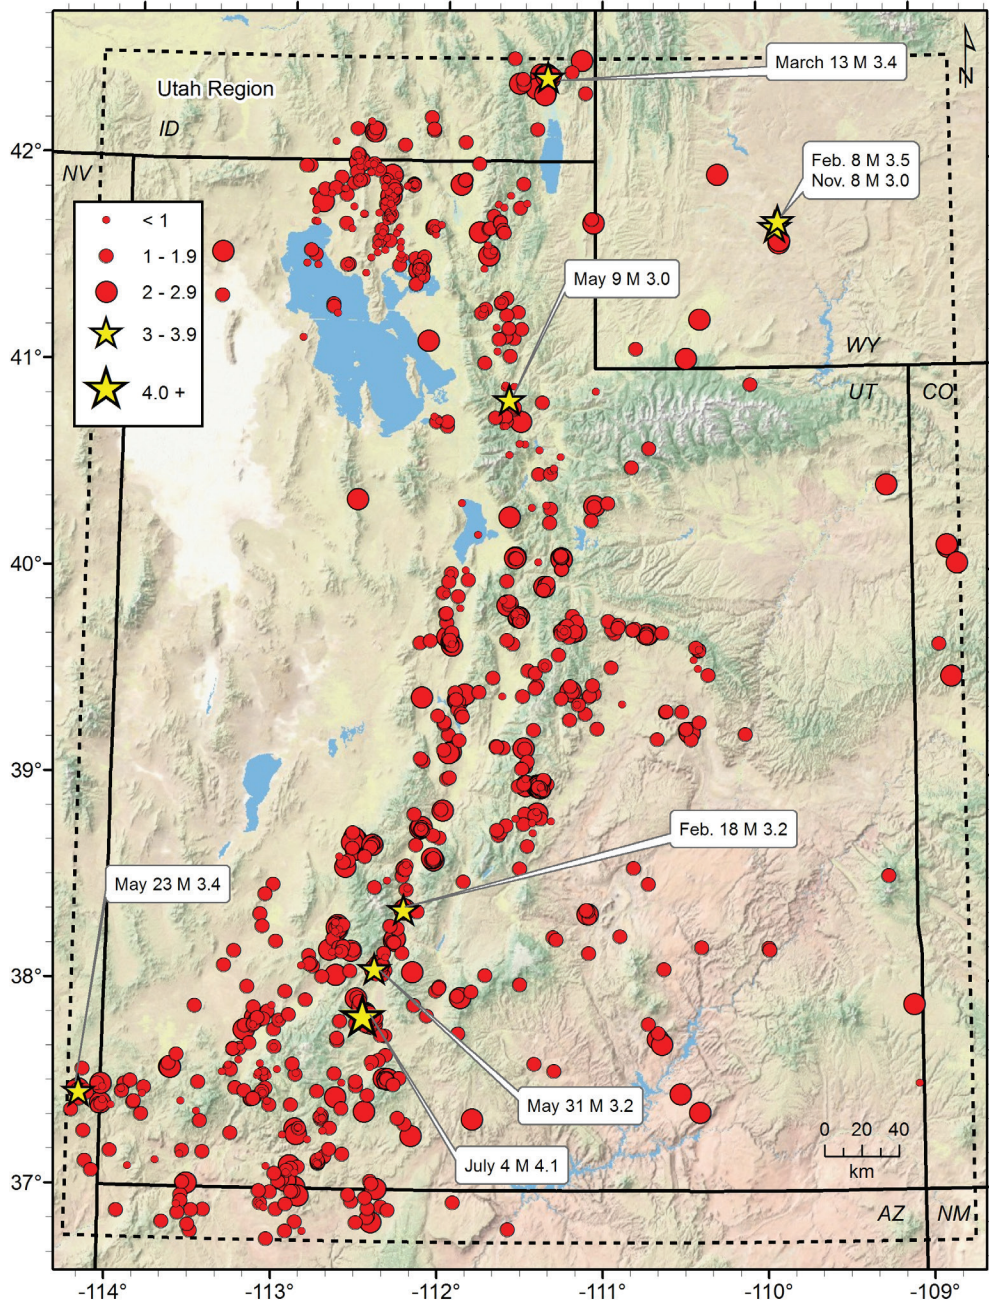 March 13 M 3.4
N
Utah Region
ID
42°
NV
Feb. 8 M 3.5
Nov. 8 M 3.0
< 1
1 - 1.9
2 - 2.9
3 - 3.9
4.0 +
May 9 M 3.0
WY
41°
UT
CO
40°
39°
Feb. 18 M 3.2
May 23 M 3.4
38°
May 31 M 3.2
0 20 40
km
July 4 M 4.1
37°
AZ
NM
-114° -113° -112° -111° -110° -109°